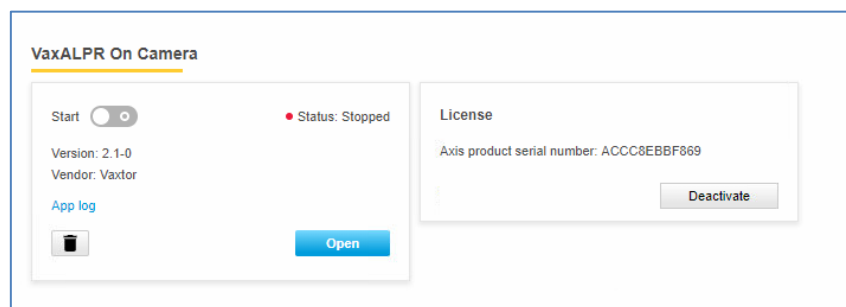 VaxALPR On Camera
Start
Status: Stopped
Version: 2.1-0
Vendor: Vaxtor
App log
Open
License
Axis product serial number: ACCC8EBBF869
Deactivate